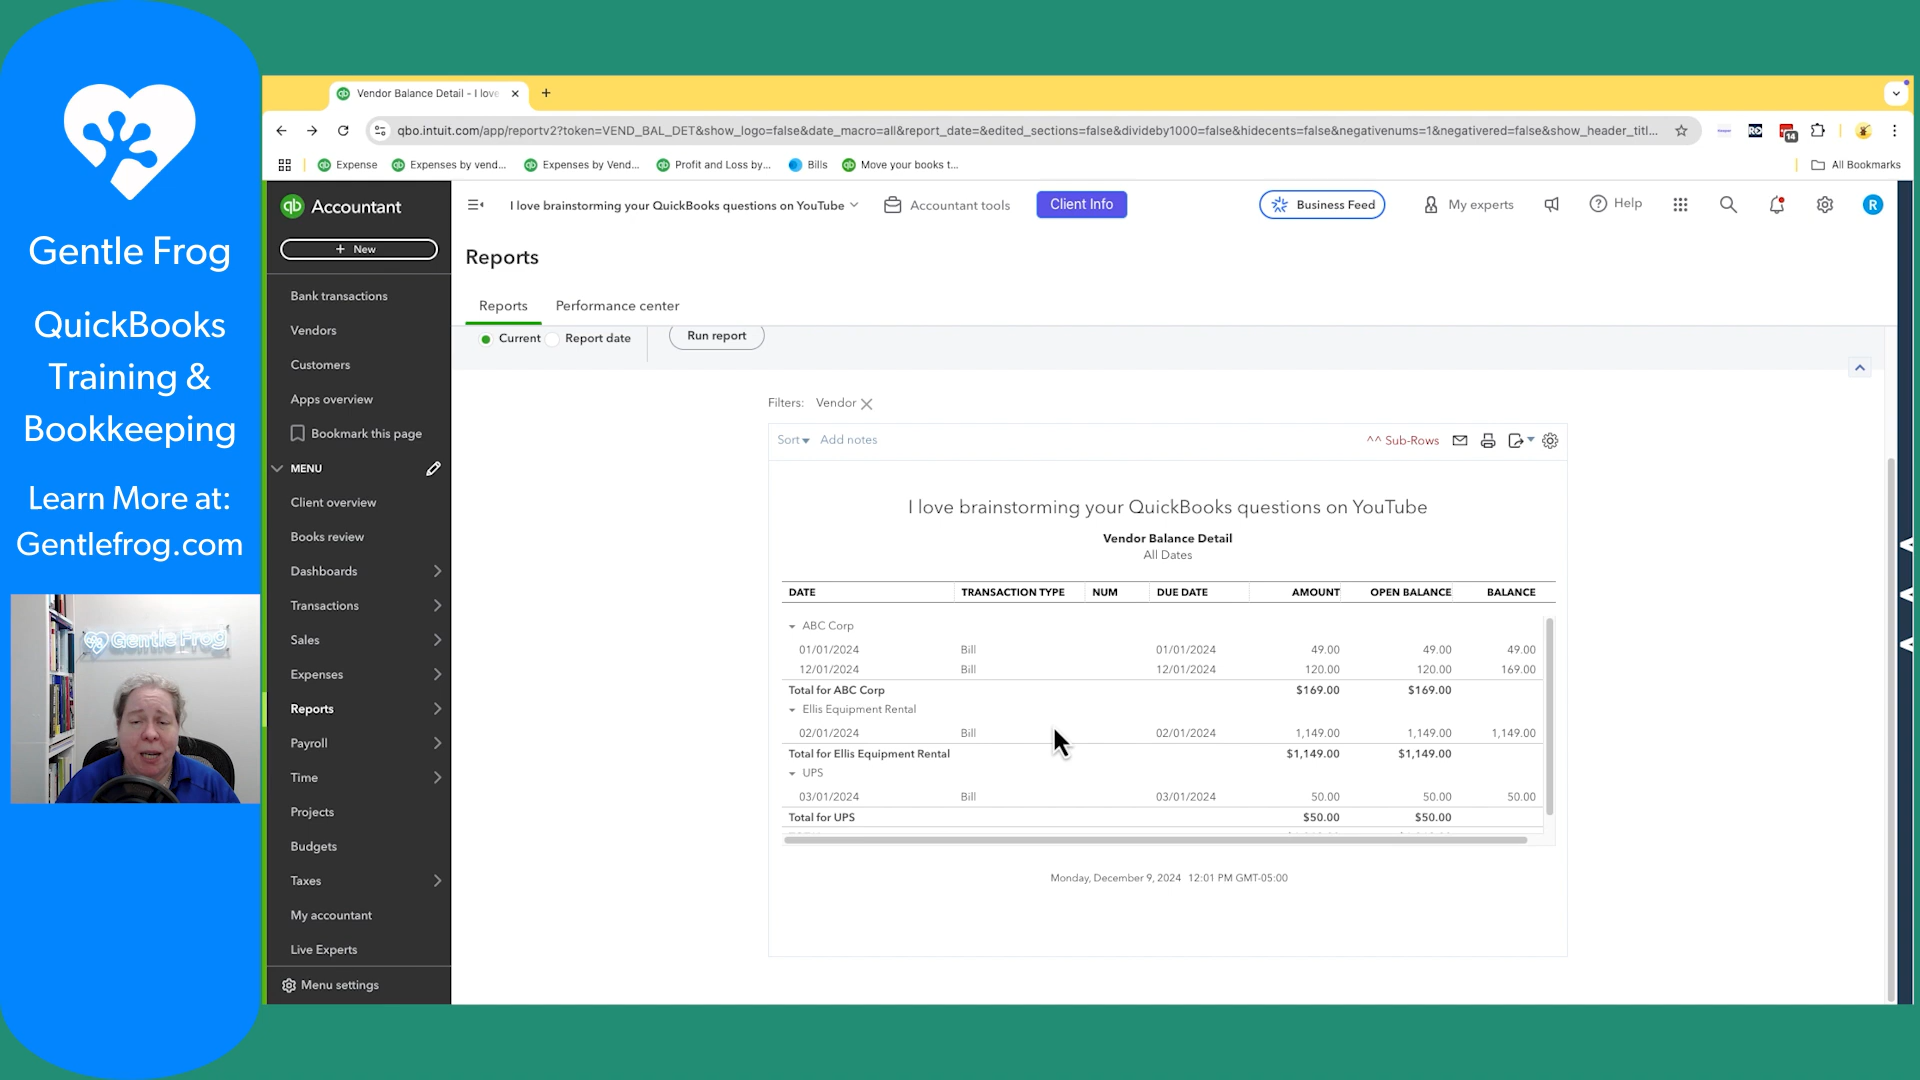 Gentle Frog
QuickBooks
Training &
Bookkeeping
Learn More at:
Gentlefrog.com
Gentle Frog
Vendor Balance Detail - I love
qbo.intuit.com/app/reportv2?token=VEND_BAL_DET&show_logo=false&date_macro=all&report_date=&edited_sections=false&divideby1000=false&hidecents=false&negativenums=1&negativered=false&show_header_titl...
14
Expense
Expenses by vend...
Expenses by Vend...
Profit and Loss by...
Bills
Move your books t...
All Bookmarks
qb Accountant
+ New
Bank transactions
Vendors
Customers
Apps overview
Bookmark this page
MENU
Client overview
Books review
Dashboards
Transactions
Sales
Expenses
Reports
Payroll
Time
Projects
Budgets
Taxes
My accountant
Live Experts
Menu settings
I love brainstorming your QuickBooks questions on YouTube
Accountant tools
Client Info
Business Feed
My experts
Help
R
Reports
Reports Performance center
Current Report date
Run report
Filters: Vendor
Sort Add notes
^^ Sub-Rows
I love brainstorming your QuickBooks questions on YouTube
Vendor Balance Detail
All Dates
DATE TRANSACTION TYPE NUM DUE DATE AMOUNT OPEN BALANCE BALANCE
ABC Corp
01/01/2024 Bill 01/01/2024 49.00 49.00 49.00
12/01/2024 Bill 12/01/2024 120.00 120.00 169.00
Total for ABC Corp $169.00 $169.00
Ellis Equipment Rental
02/01/2024 Bill 02/01/2024 1,149.00 1,149.00 1,149.00
Total for Ellis Equipment Rental $1,149.00 $1,149.00
UPS
03/01/2024 Bill 03/01/2024 50.00 50.00 50.00
Total for UPS $50.00 $50.00
Monday, December 9, 2024 12:01 PM GMT-05:00